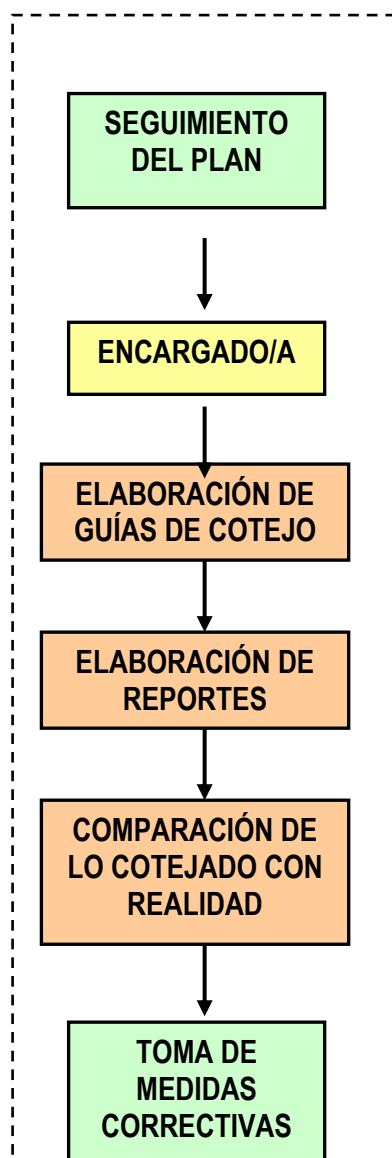 SEGUIMIENTO
DEL PLAN
ENCARGADO/A
ELABORACIÓN DE
GUÍAS DE COTEJO
ELABORACIÓN DE
REPORTES
COMPARACIÓN DE
LO COTEJADO CON
REALIDAD
TOMA DE
MEDIDAS
CORRECTIVAS